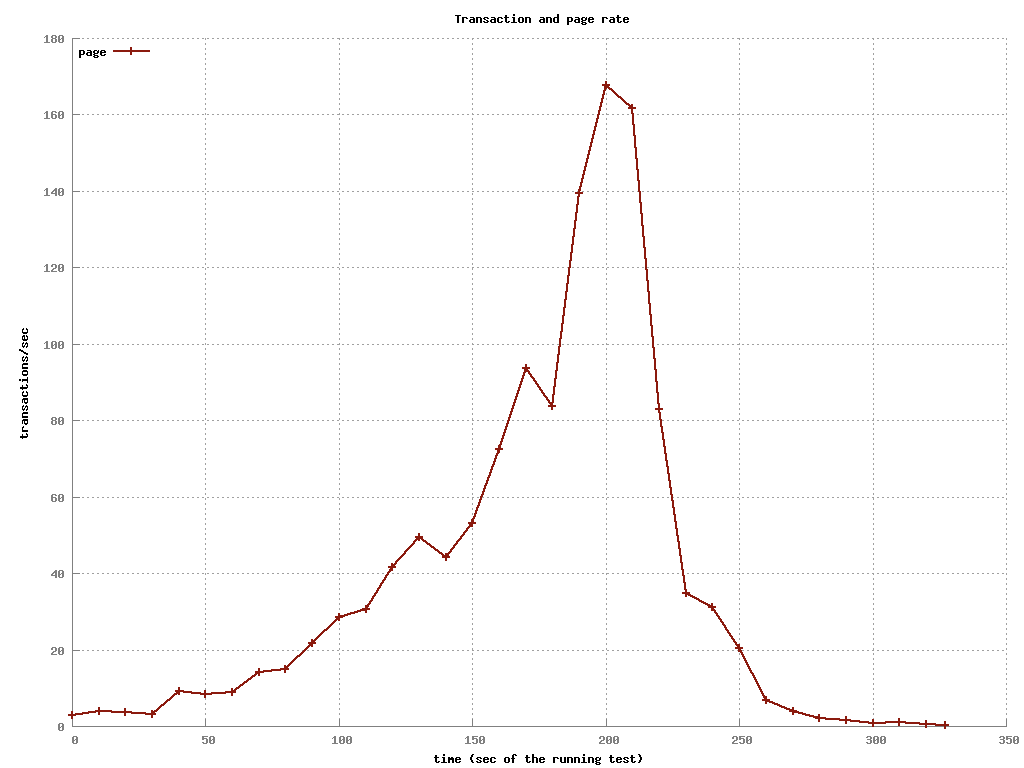 Transaction and page rate
page
180
160
140
120
100
80
60
40
20
0
transactions/sec
0 50 100 150 200 250 300 350
time (sec of the running test)